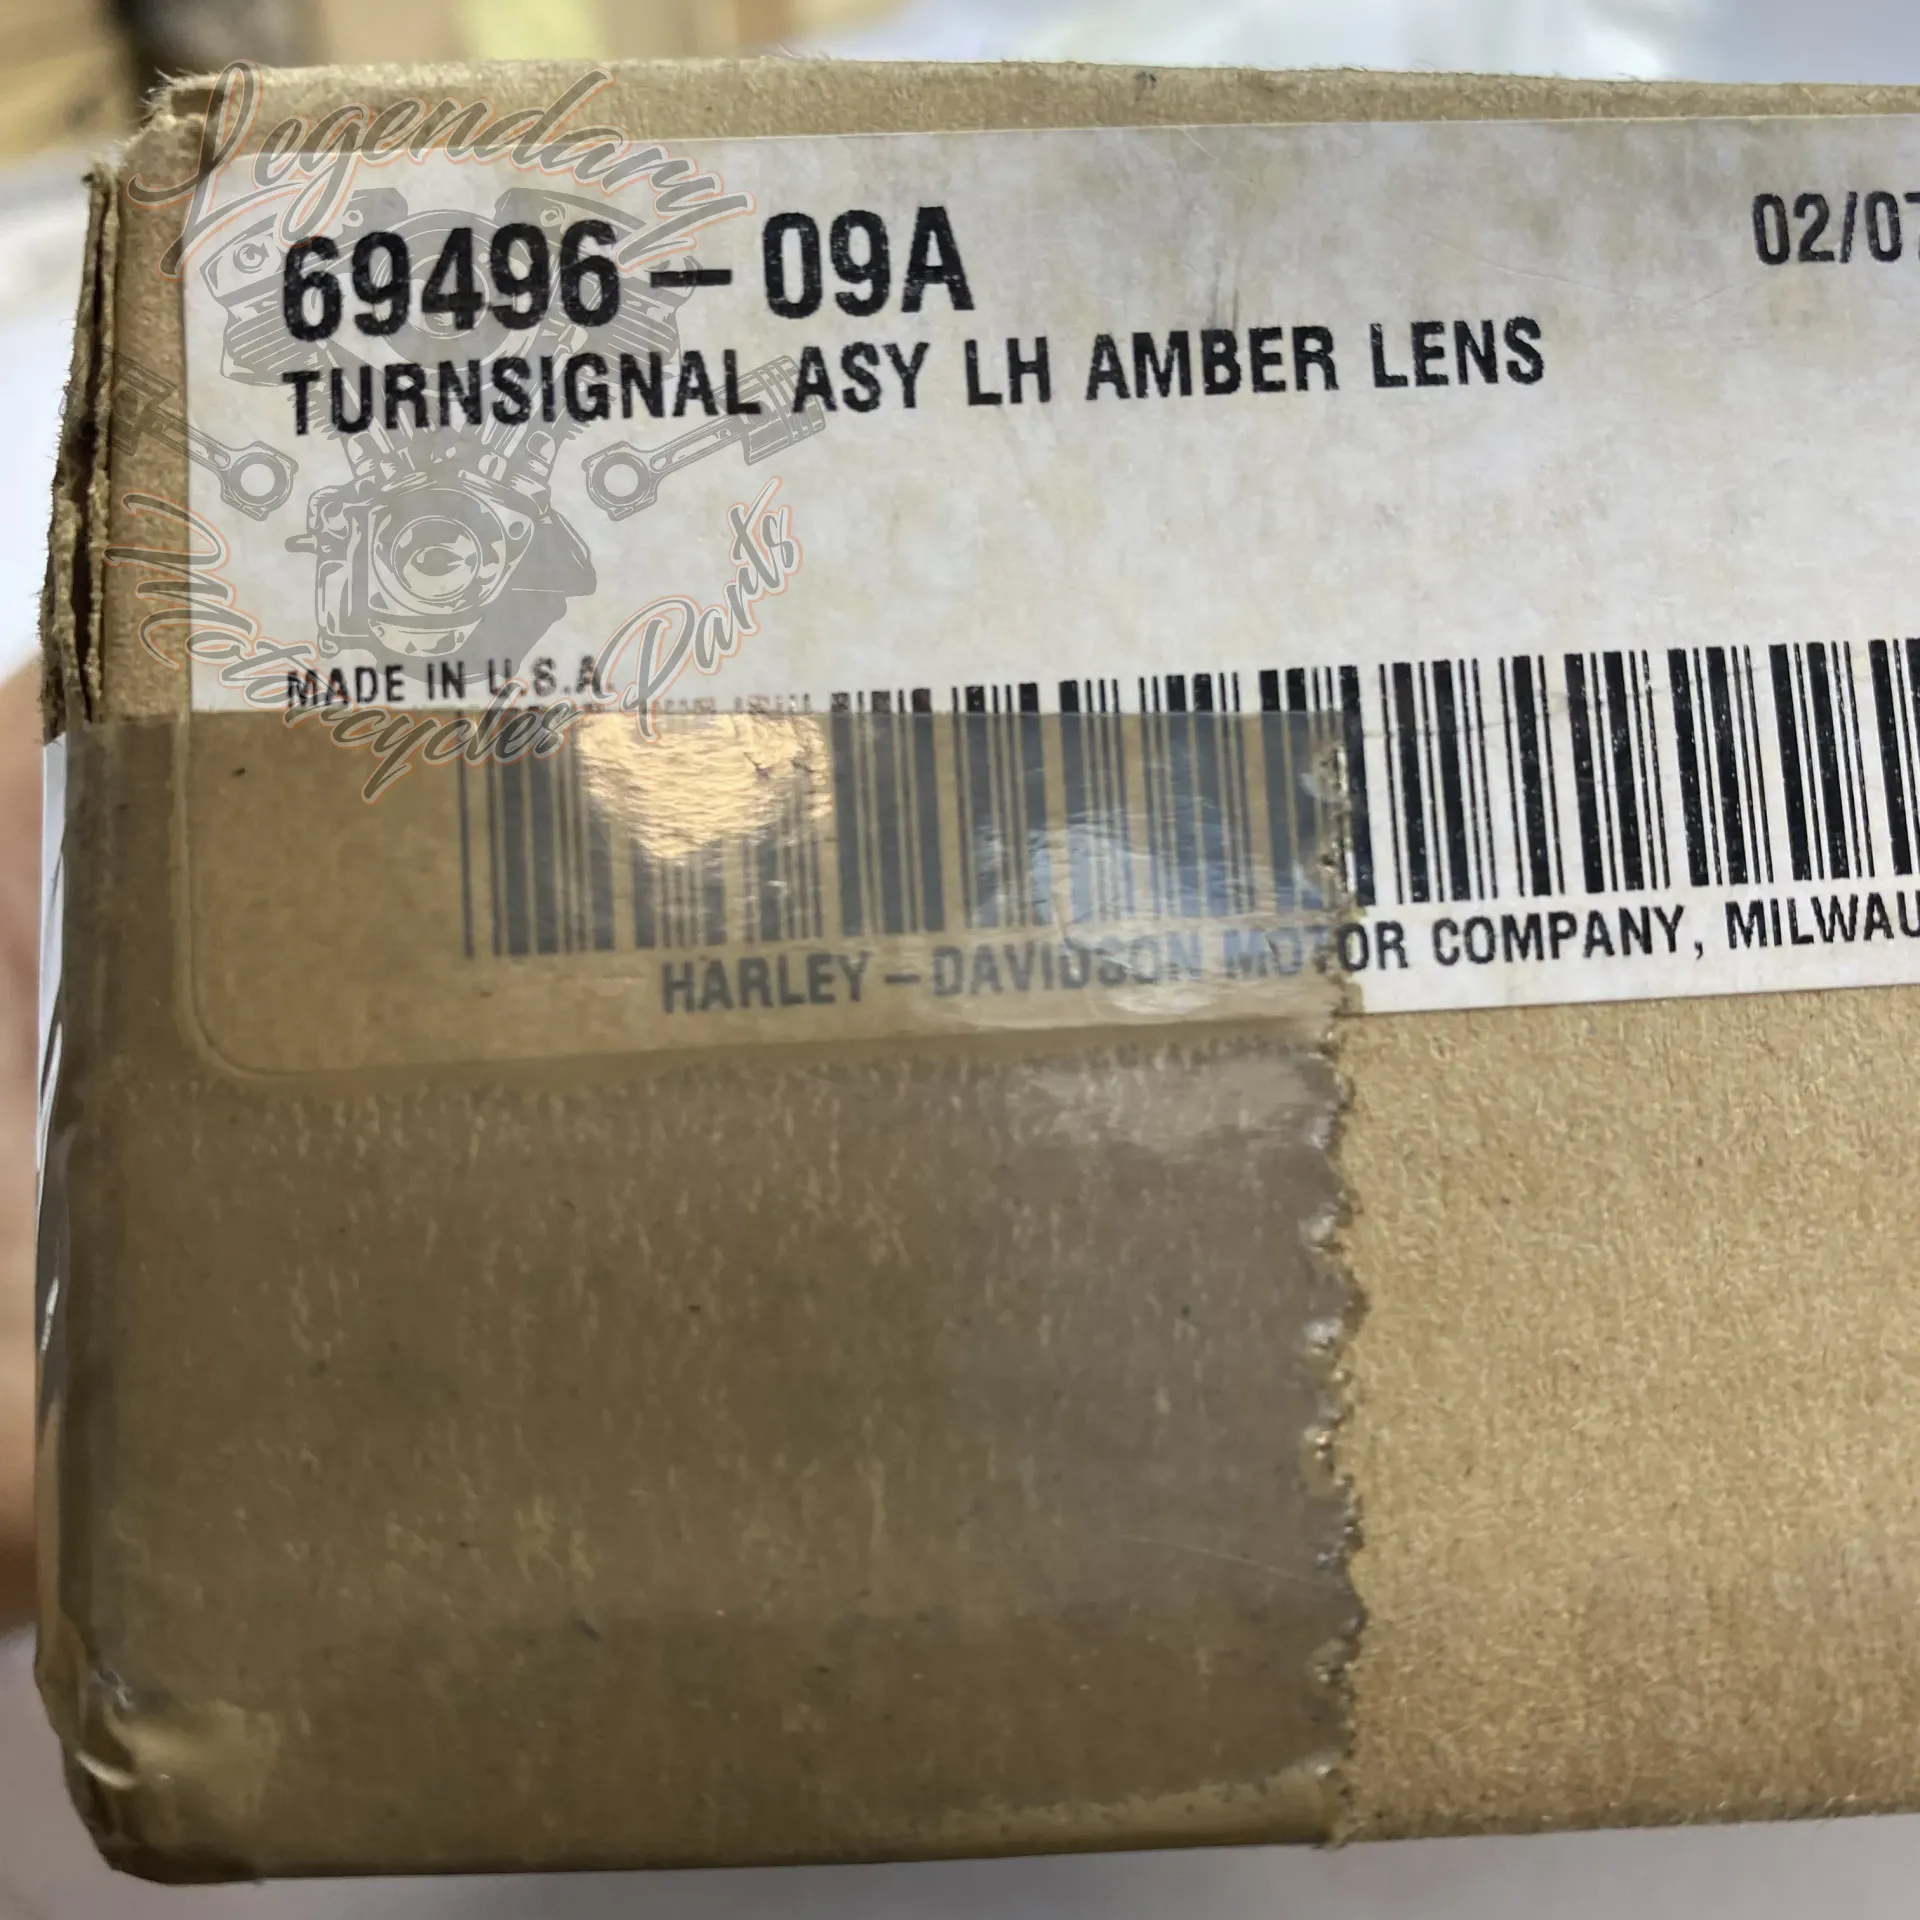 Legendary
Motorcycles Parts
69496-09A
02/07
TURNSIGNAL ASY LH AMBER LENS
MADE IN U.S.A
HARLEY-DAVIDSON MOTOR COMPANY, MILWAU